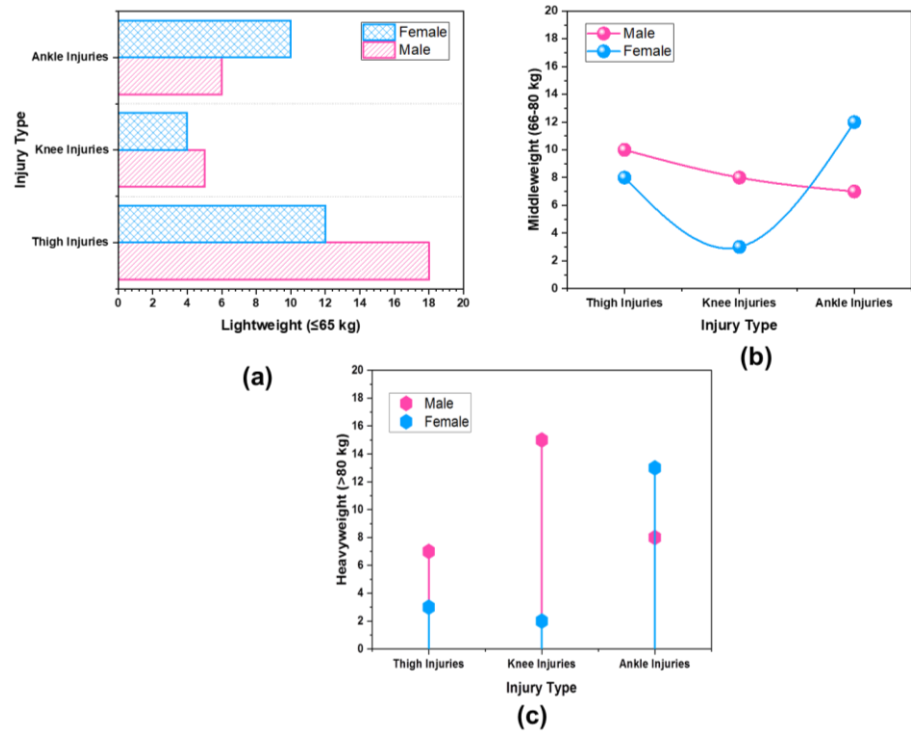 Female
Male
Ankle Injuries
Knee Injuries
Thigh Injuries
Injury Type
0 2 4 6 8 10 12 14 16 18 20
Lightweight (≤65 kg)
(a)
Male
Female
20
18
16
14
12
10
8
6
4
2
0
Middleweight (66-80 kg)
Thigh Injuries Knee Injuries Ankle Injuries
Injury Type
(b)
Male
Female
20
18
16
14
12
10
8
6
4
2
0
Heavyweight (>80 kg)
Thigh Injuries Knee Injuries Ankle Injuries
Injury Type
(c)